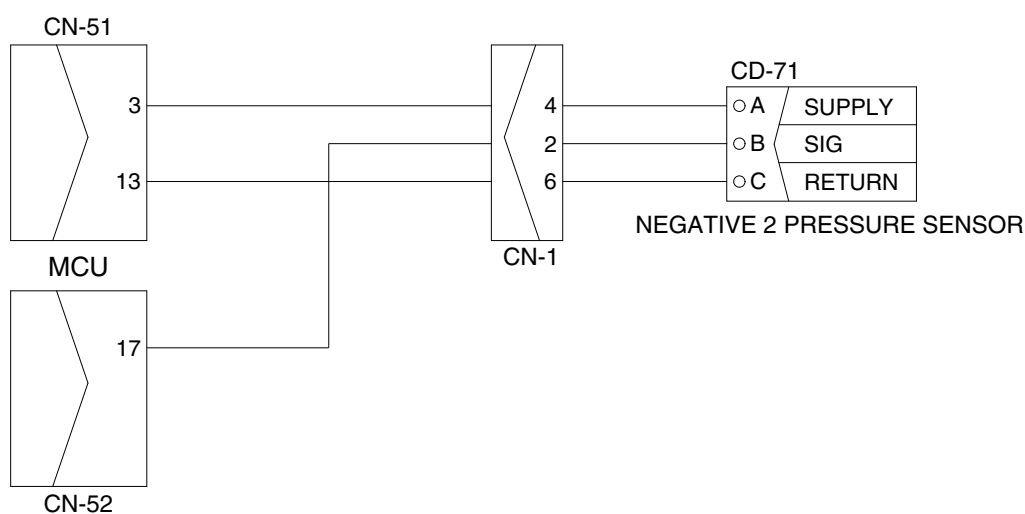 CN-51
3
13
MCU
17
CN-52
4
2
6
CN-1
CD-71
A SUPPLY
B SIG
C RETURN
NEGATIVE 2 PRESSURE SENSOR